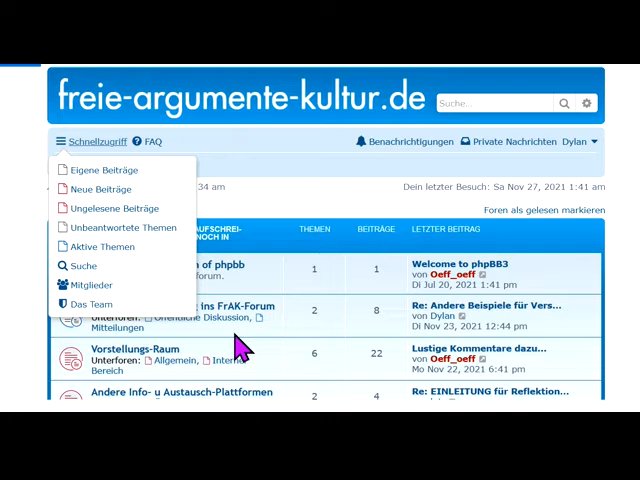 freie-argumente-kultur.de
Suche...
Schnellzugriff FAQ Benachrichtigungen Private Nachrichten Dylan
Eigene Beiträge
Neue Beiträge
Ungelesene Beiträge
Unbeantwortete Themen
Aktive Themen
Suche
Mitglieder
Das Team
34 am Dein letzter Besuch: Sa Nov 27, 2021 1:41 am
Foren als gelesen markieren
AUFSCHREI-
NOCH IN THEMEN BEITRÄGE LETZTER BEITRAG
of phpbb
forum. 1 1 Welcome to phpBB3
von Oeff_oeff
Di Jul 20, 2021 1:41 pm
ins FrAK-Forum
Unterforen: Öffentliche Diskussion,
Mitteilungen 2 8 Re: Andere Beispiele für Vers...
von Dylan
Di Nov 23, 2021 12:44 pm
Vorstellungs-Raum
Unterforen: Allgemein, Interne
Bereich 6 22 Lustige Kommentare dazu...
von Oeff_oeff
Mo Nov 22, 2021 6:41 pm
Andere Info- u Austausch-Plattformen 2 4 Re: EINLEITUNG für Reflektion...